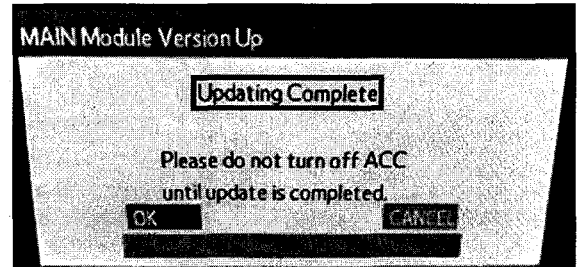 MAIN Module Version Up
Updating Complete
Please do not turn off ACC
until update is completed.
OK
CANCEL